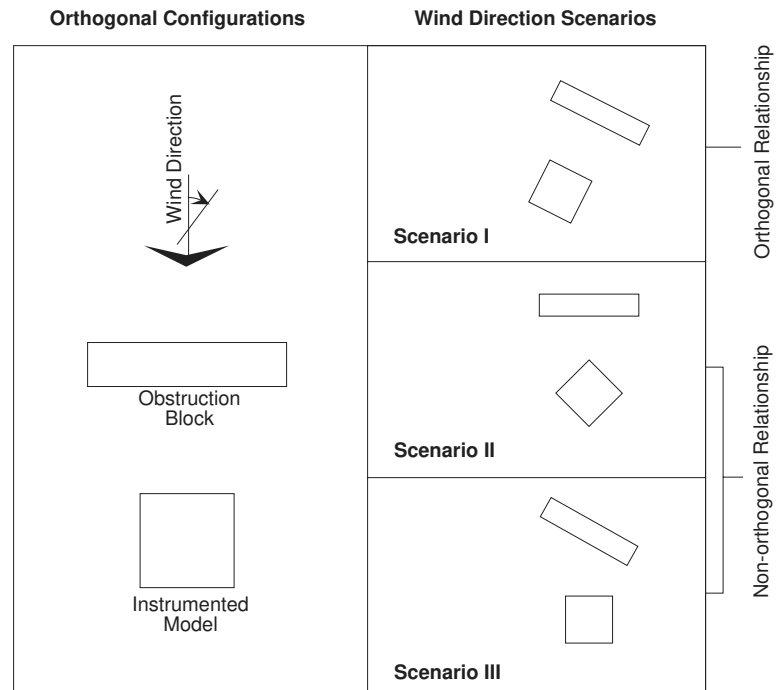 Orthogonal Configurations
Wind Direction Scenarios
Wind Direction
Obstruction
Block
Instrumented
Model
Scenario I
Scenario II
Scenario III
Orthogonal Relationship
Non-orthogonal Relationship